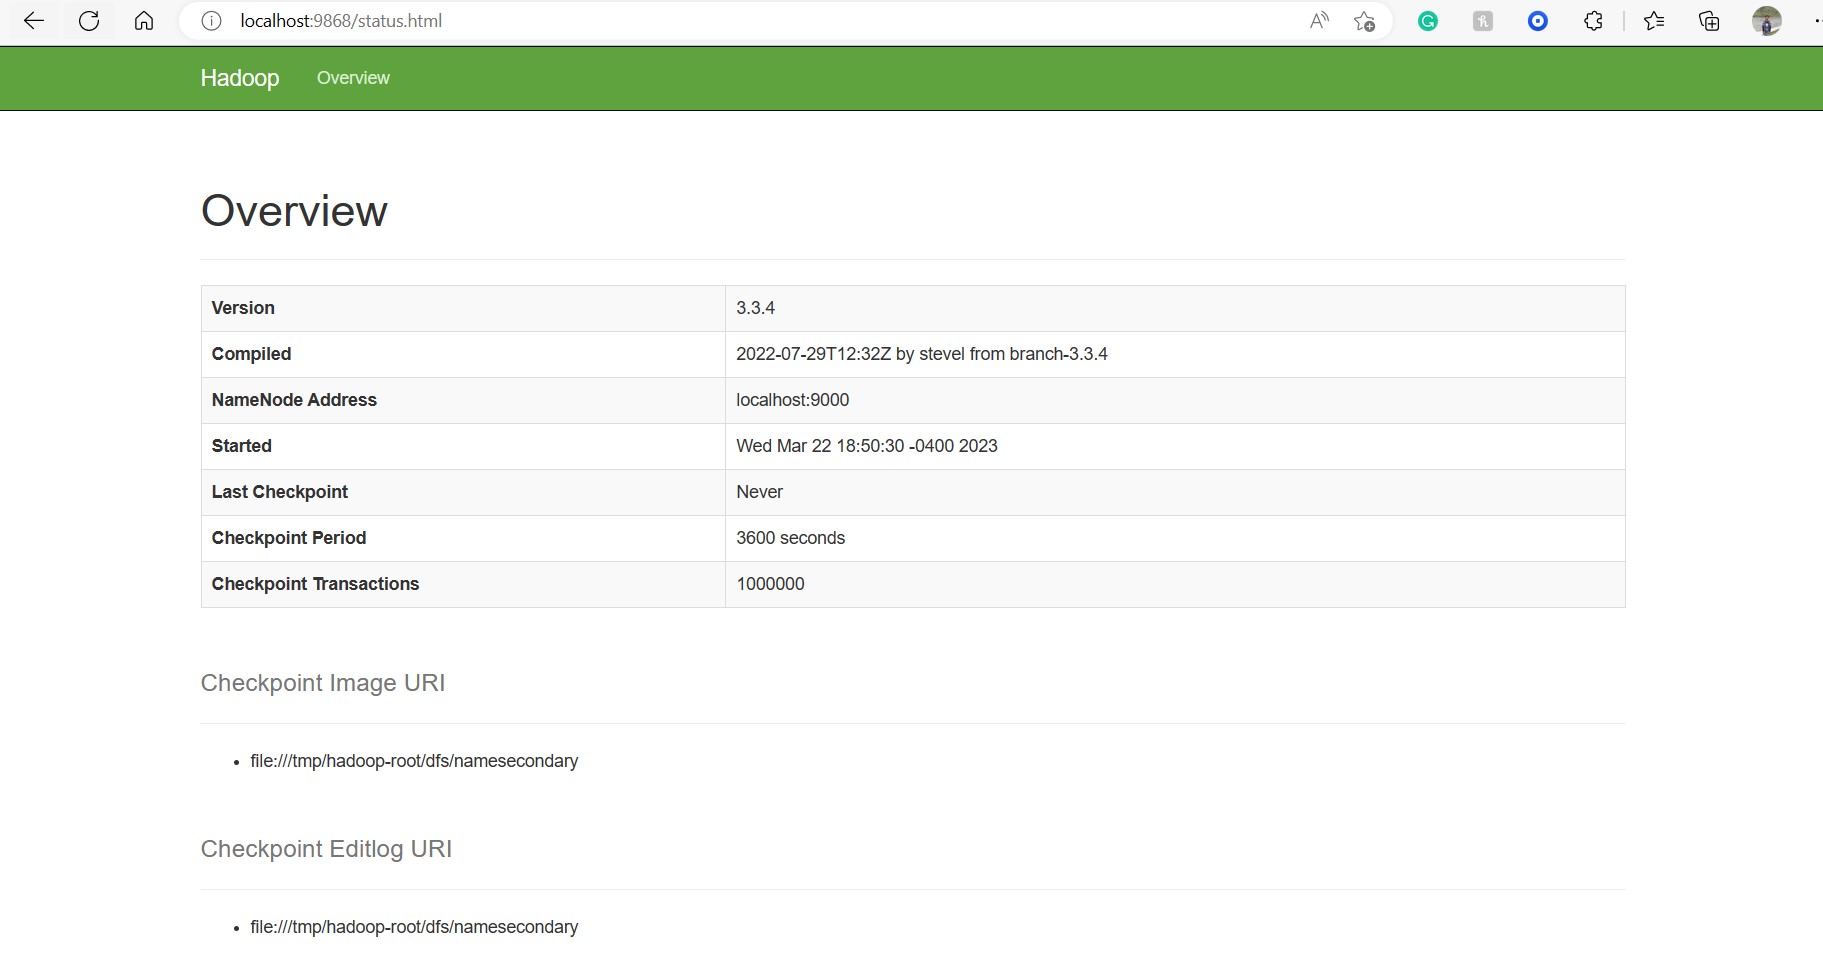 localhost:9868/status.html
Hadoop Overview
Overview
Version 3.3.4
Compiled 2022-07-29T12:32Z by stevel from branch-3.3.4
NameNode Address localhost:9000
Started Wed Mar 22 18:50:30 -0400 2023
Last Checkpoint Never
Checkpoint Period 3600 seconds
Checkpoint Transactions 1000000
Checkpoint Image URI
• file:///tmp/hadoop-root/dfs/namesecondary
Checkpoint Editlog URI
• file:///tmp/hadoop-root/dfs/namesecondary